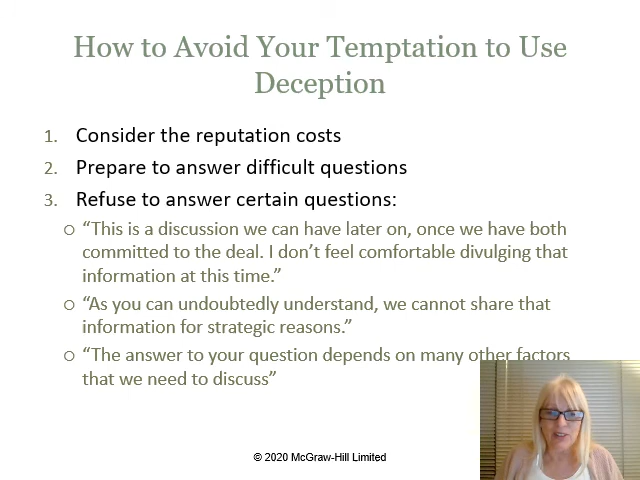 How to Avoid Your Temptation to Use
Deception
1. Consider the reputation costs
2. Prepare to answer difficult questions
3. Refuse to answer certain questions:
○ “This is a discussion we can have later on, once we have both
committed to the deal. I don’t feel comfortable divulging that
information at this time.”
○ “As you can undoubtedly understand, we cannot share that
information for strategic reasons.”
○ “The answer to your question depends on many other factors
that we need to discuss”
© 2020 McGraw-Hill Limited